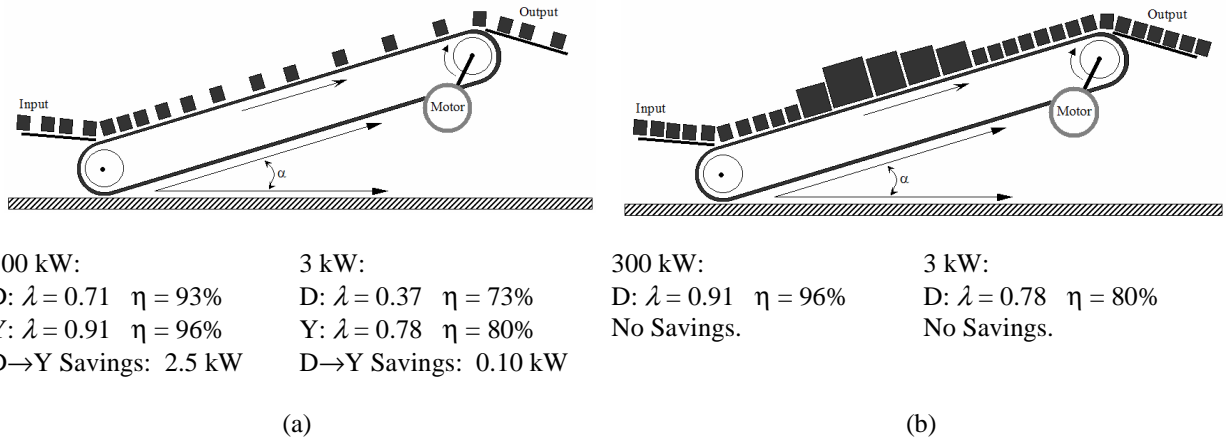 Output
Input
Motor
α
Output
Input
Motor
α
00 kW:
D: λ = 0.71 η = 93%
Y: λ = 0.91 η = 96%
D→Y Savings: 2.5 kW
3 kW:
D: λ = 0.37 η = 73%
Y: λ = 0.78 η = 80%
D→Y Savings: 0.10 kW
300 kW:
D: λ = 0.91 η = 96%
No Savings.
3 kW:
D: λ = 0.78 η = 80%
No Savings.
(a)
(b)